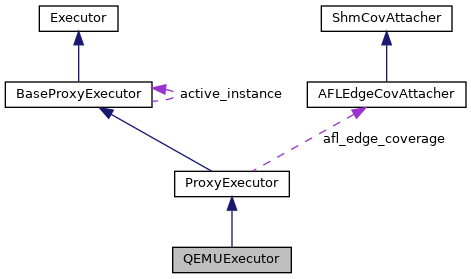 Executor
ShmCovAttacher
BaseProxyExecutor
active_instance
AFLEdgeCovAttacher
afl_edge_coverage
ProxyExecutor
QEMUExecutor